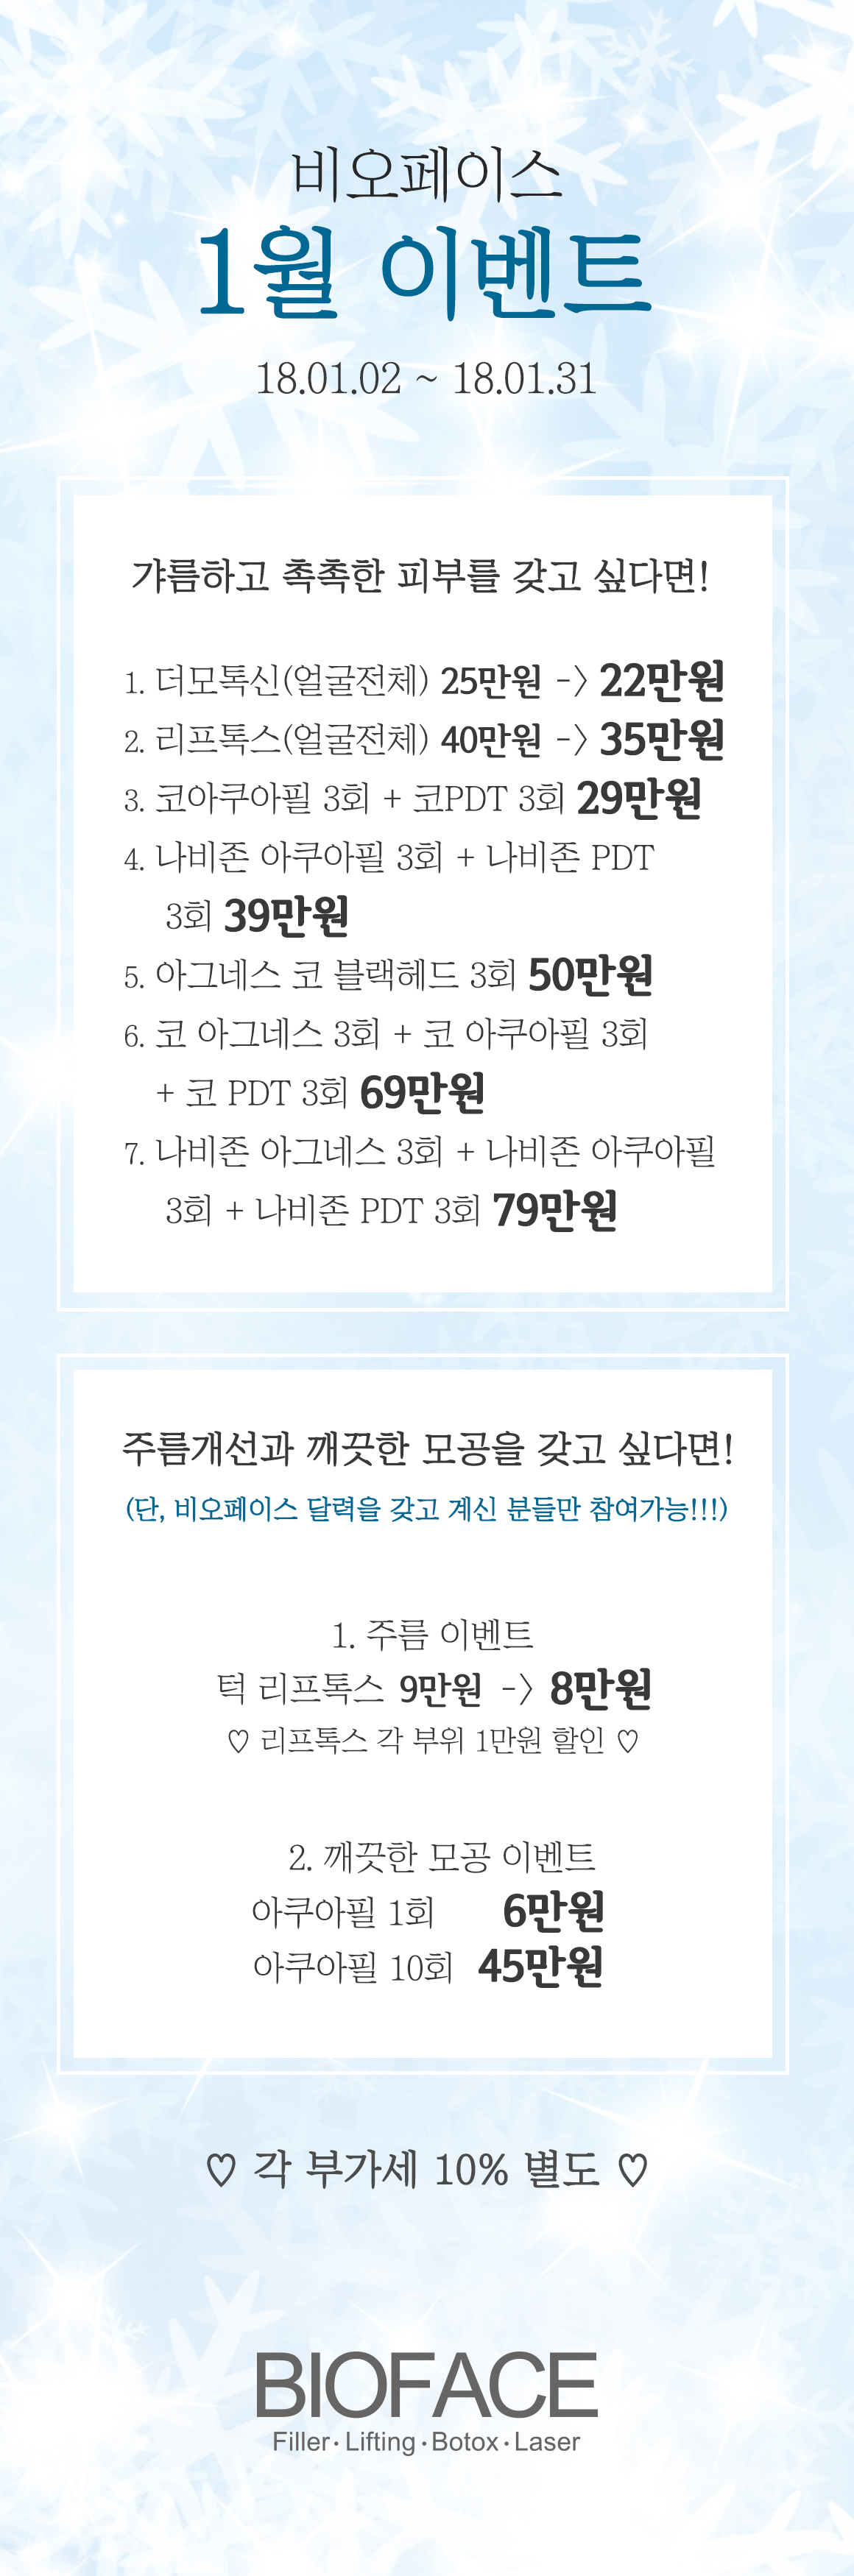 비오페이스
1월 이벤트
18.01.02 ~ 18.01.31
갸름하고 촉촉한 피부를 갖고 싶다면!
1. 더모톡신(얼굴전체) 25만원 -> 22만원
2. 리프톡스(얼굴전체) 40만원 -> 35만원
3. 코아쿠아필 3회 + 코PDT 3회 29만원
4. 나비존 아쿠아필 3회 + 나비존 PDT
3회 39만원
5. 아그네스 코 블랙헤드 3회 50만원
6. 코 아그네스 3회 + 코 아쿠아필 3회
+ 코 PDT 3회 69만원
7. 나비존 아그네스 3회 + 나비존 아쿠아필
3회 + 나비존 PDT 3회 79만원
주름개선과 깨끗한 모공을 갖고 싶다면!
(단, 비오페이스 달력을 갖고 계신 분들만 참여가능!!!)
1. 주름 이벤트
턱 리프톡스 9만원 -> 8만원
♡ 리프톡스 각 부위 1만원 할인 ♡
2. 깨끗한 모공 이벤트
아쿠아필 1회 6만원
아쿠아필 10회 45만원
♡ 각 부가세 10% 별도 ♡
BIOFACE
Filler · Lifting · Botox · Laser